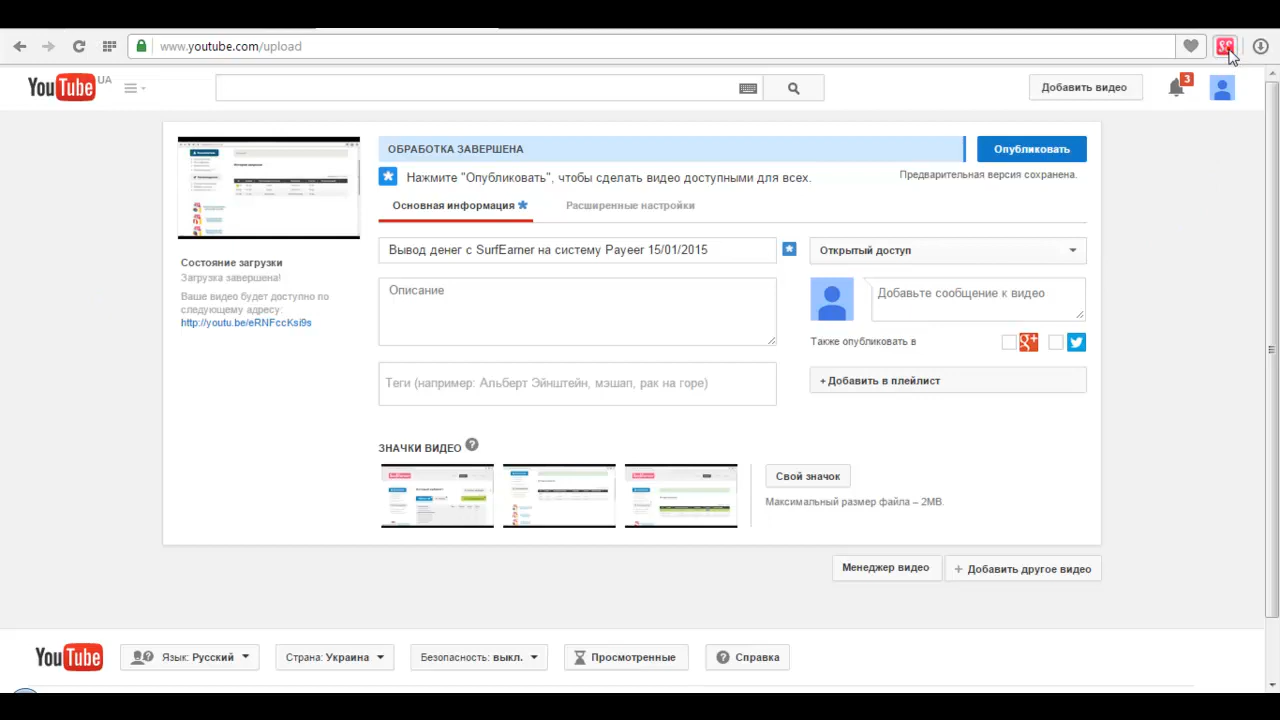 www.youtube.com/upload
YouTube UA
Добавить видео
3
ОБРАБОТКА ЗАВЕРШЕНА
Опубликовать
Нажмите "Опубликовать", чтобы сделать видео доступными для всех.
Предварительная версия сохранена.
Основная информация
Расширенные настройки
Вывод денег с SurfEarner на систему Payeer 15/01/2015
Открытый доступ
Состояние загрузки
Загрузка завершена!
Ваше видео будет доступно по
следующему адресу:
http://youtu.be/eRNFccKsi9s
Описание
Добавьте сообщение к видео
Также опубликовать в
g+
Теги (например: Альберт Эйнштейн, мэшап, рак на горе)
+ Добавить в плейлист
ЗНАЧКИ ВИДЕО ?
Свой значок
Максимальный размер файла – 2MB.
Менеджер видео
+ Добавить другое видео
YouTube
Язык: Русский
Страна: Украина
Безопасность: выкл.
Просмотренные
? Справка